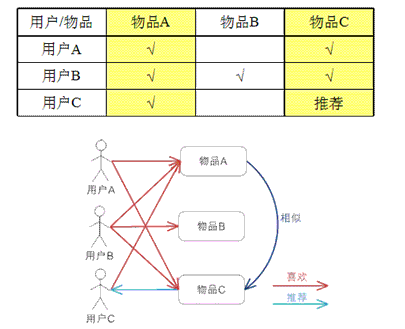 用户/物品 物品A 物品B 物品C
用户A √ √
用户B √ √ √
用户C √ 推荐
物品A
用户A
相似
物品B
用户B
喜欢
物品C
推荐
用户C